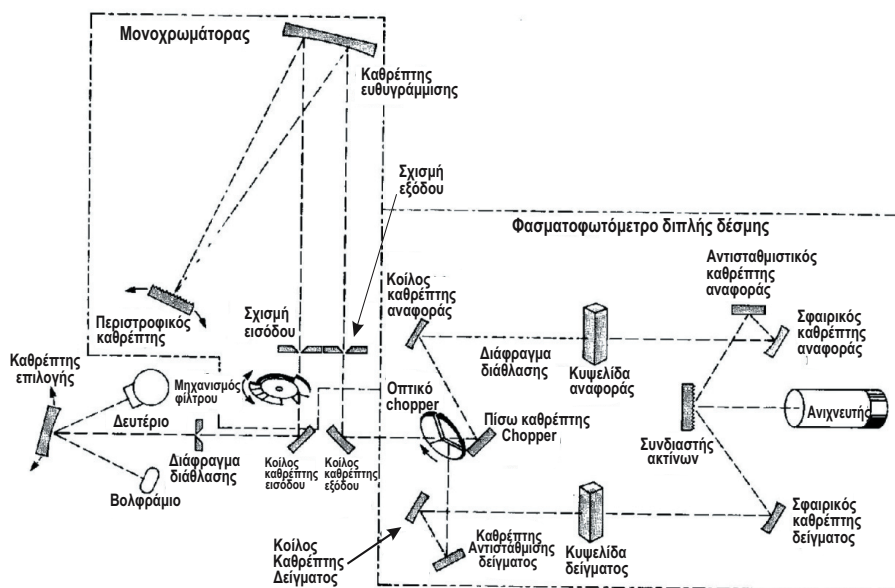 Μονοχρωμάτορας
Καθρέπτης
ευθυγράμμισης
Σχισμή
εξόδου
Φασματοφωτόμετρο διπλής δέσμης
Αντισταθμιστικός
καθρέπτης
αναφοράς
Κοίλος
καθρέπτης
αναφοράς
Σφαιρικός
καθρέπτης
αναφοράς
Περιστροφικός
καθρέπτης
Σχισμή
εισόδου
Διάφραγμα
διάθλασης
Κυψελίδα
αναφοράς
Καθρέπτης
επιλογής
Μηχανισμός
φίλτρου
Οπτικό
chopper
Δευτέριο
Πίσω καθρέπτης
Chopper
Ανιχνευτής
Συνδιαστής
ακτίνων
Διάφραγμα
διάθλασης
Κοίλος
καθρέπτης
εισόδου
Κοίλος
καθρέπτης
εξόδου
Βολφράμιο
Σφαιρικός
καθρέπτης
δείγματος
Κοίλος
Καθρέπτης
Δείγματος
Καθρέπτης
Αντιστάθμισης
δείγματος
Κυψελίδα
δείγματος